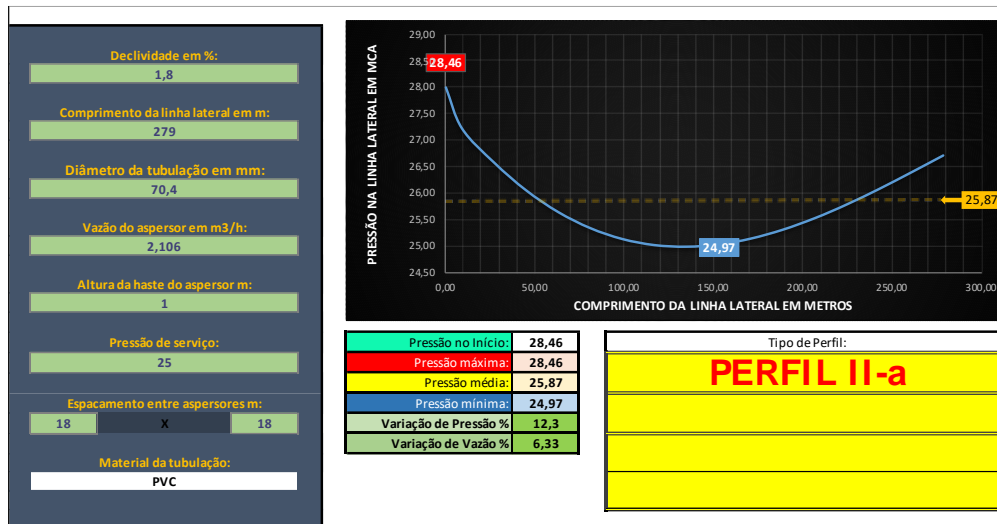 Declividade em %:
1,8
Comprimento da linha lateral em m:
279
Diâmetro da tubulação em mm:
70,4
Vazão do aspersor em m3/h:
2,106
Altura da haste do aspersor m:
1
Pressão de serviço:
25
Espacamento entre aspersores m:
18 X 18
Material da tubulação:
PVC
PRESSÃO NA LINHA LATERAL EM MCA
29,00
28,50
28,00
27,50
27,00
26,50
26,00
25,50
25,00
24,50
28,46
25,87
24,97
0,00 50,00 100,00 150,00 200,00 250,00 300,00
COMPRIMENTO DA LINHA LATERAL EM METROS
Pressão no Início: 28,46
Pressão máxima: 28,46
Pressão média: 25,87
Pressão mínima: 24,97
Variação de Pressão % 12,3
Variação de Vazão % 6,33
Tipo de Perfil:
PERFIL II-a